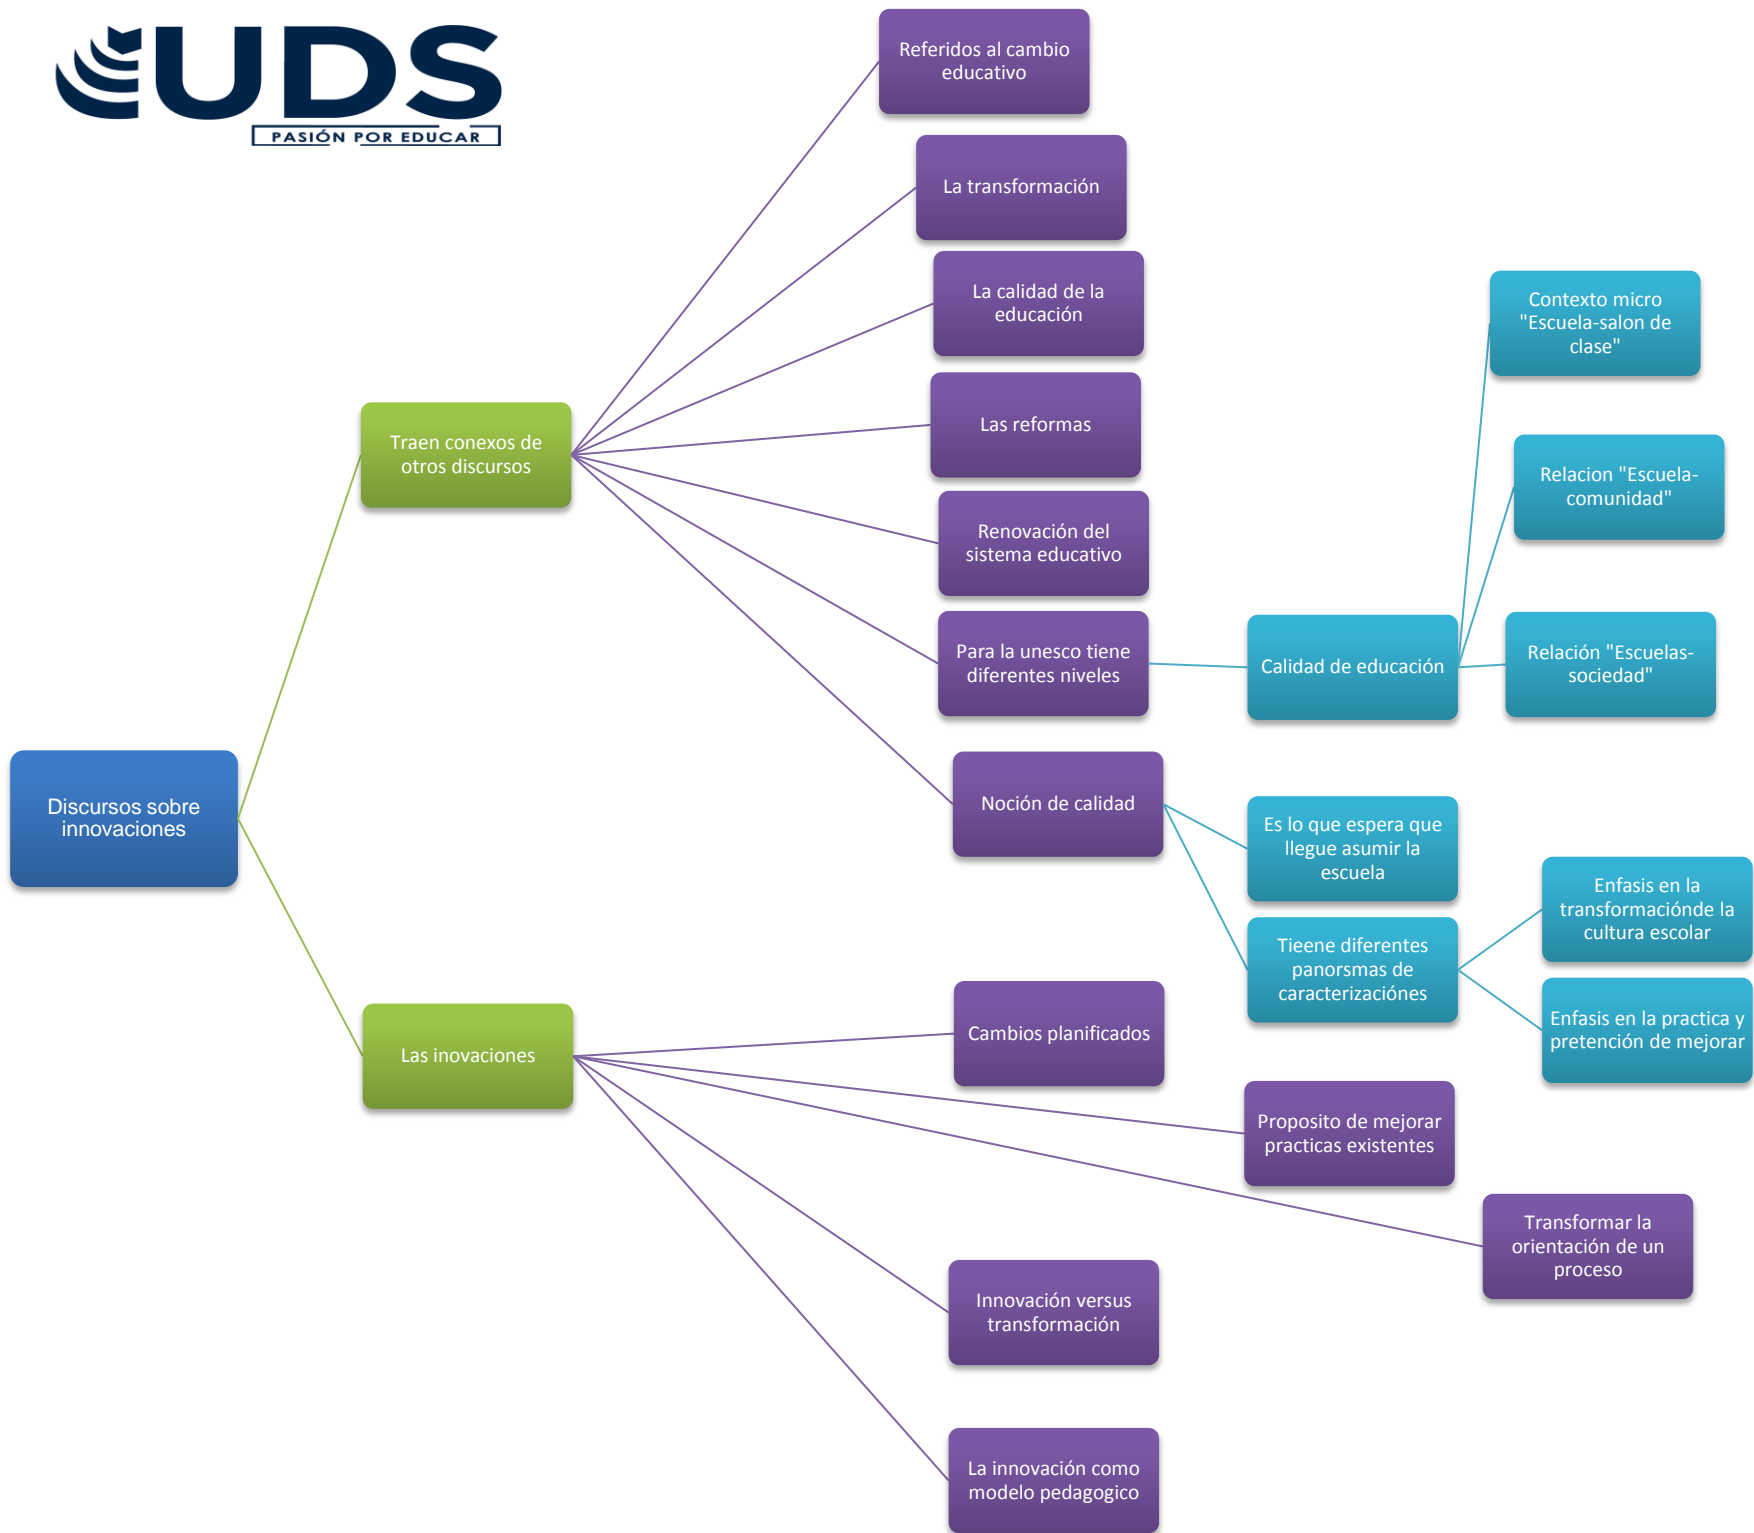 UDS
PASIÓN POR EDUCAR
Referidos al cambio
educativo
La transformación
La calidad de la
educación
Las reformas
Renovación del
sistema educativo
Para la unesco tiene
diferentes niveles
Noción de calidad
Traen conexos de
otros discursos
Discursos sobre
innovaciones
Las inovaciones
Calidad de educación
Contexto micro
"Escuela-salon de
clase"
Relacion "Escuela-
comunidad"
Relación "Escuelas-
sociedad"
Es lo que espera que
llegue asumir la
escuela
Tieene diferentes
panorsmas de
caracterizaciónes
Enfasis en la
transformaciónde la
cultura escolar
Enfasis en la practica y
pretención de mejorar
Cambios planificados
Proposito de mejorar
practicas existentes
Transformar la
orientación de un
proceso
Innovación versus
transformación
La innovación como
modelo pedagogico